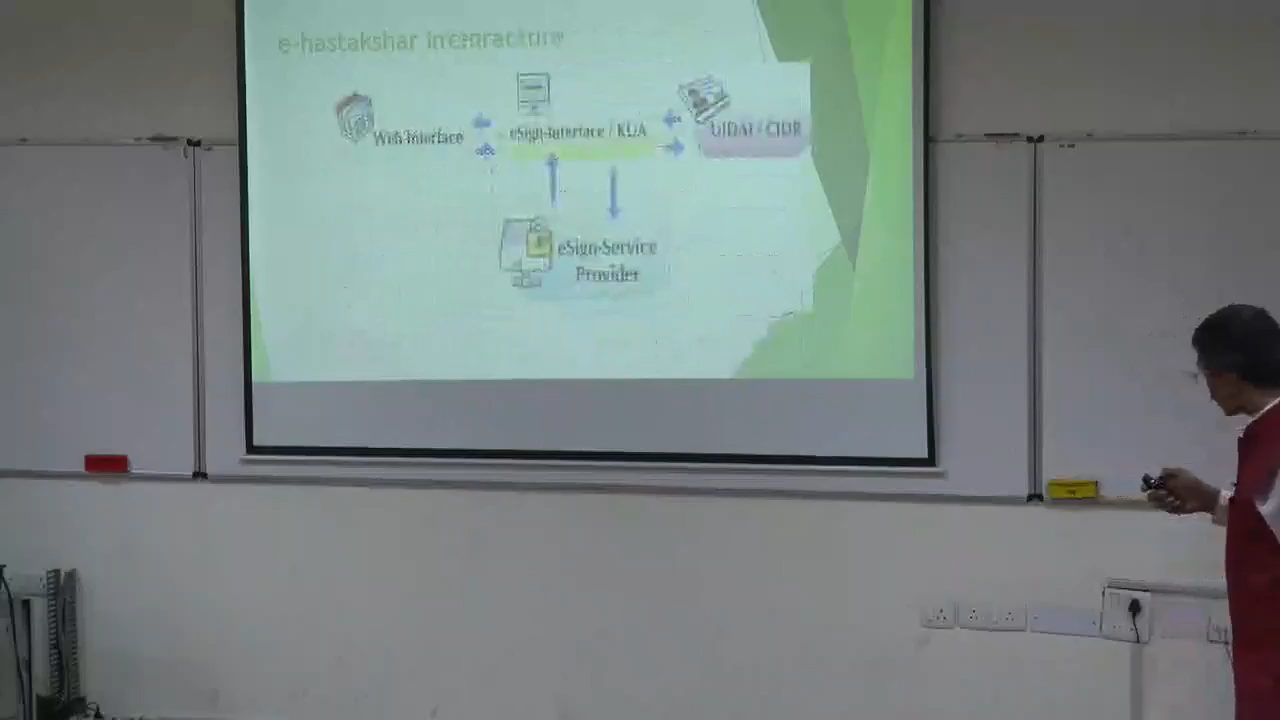 e-hastakshar
Web Interface
eSign-Interface / KUA
UIDAI / CIDR
eSign-Service
Provider